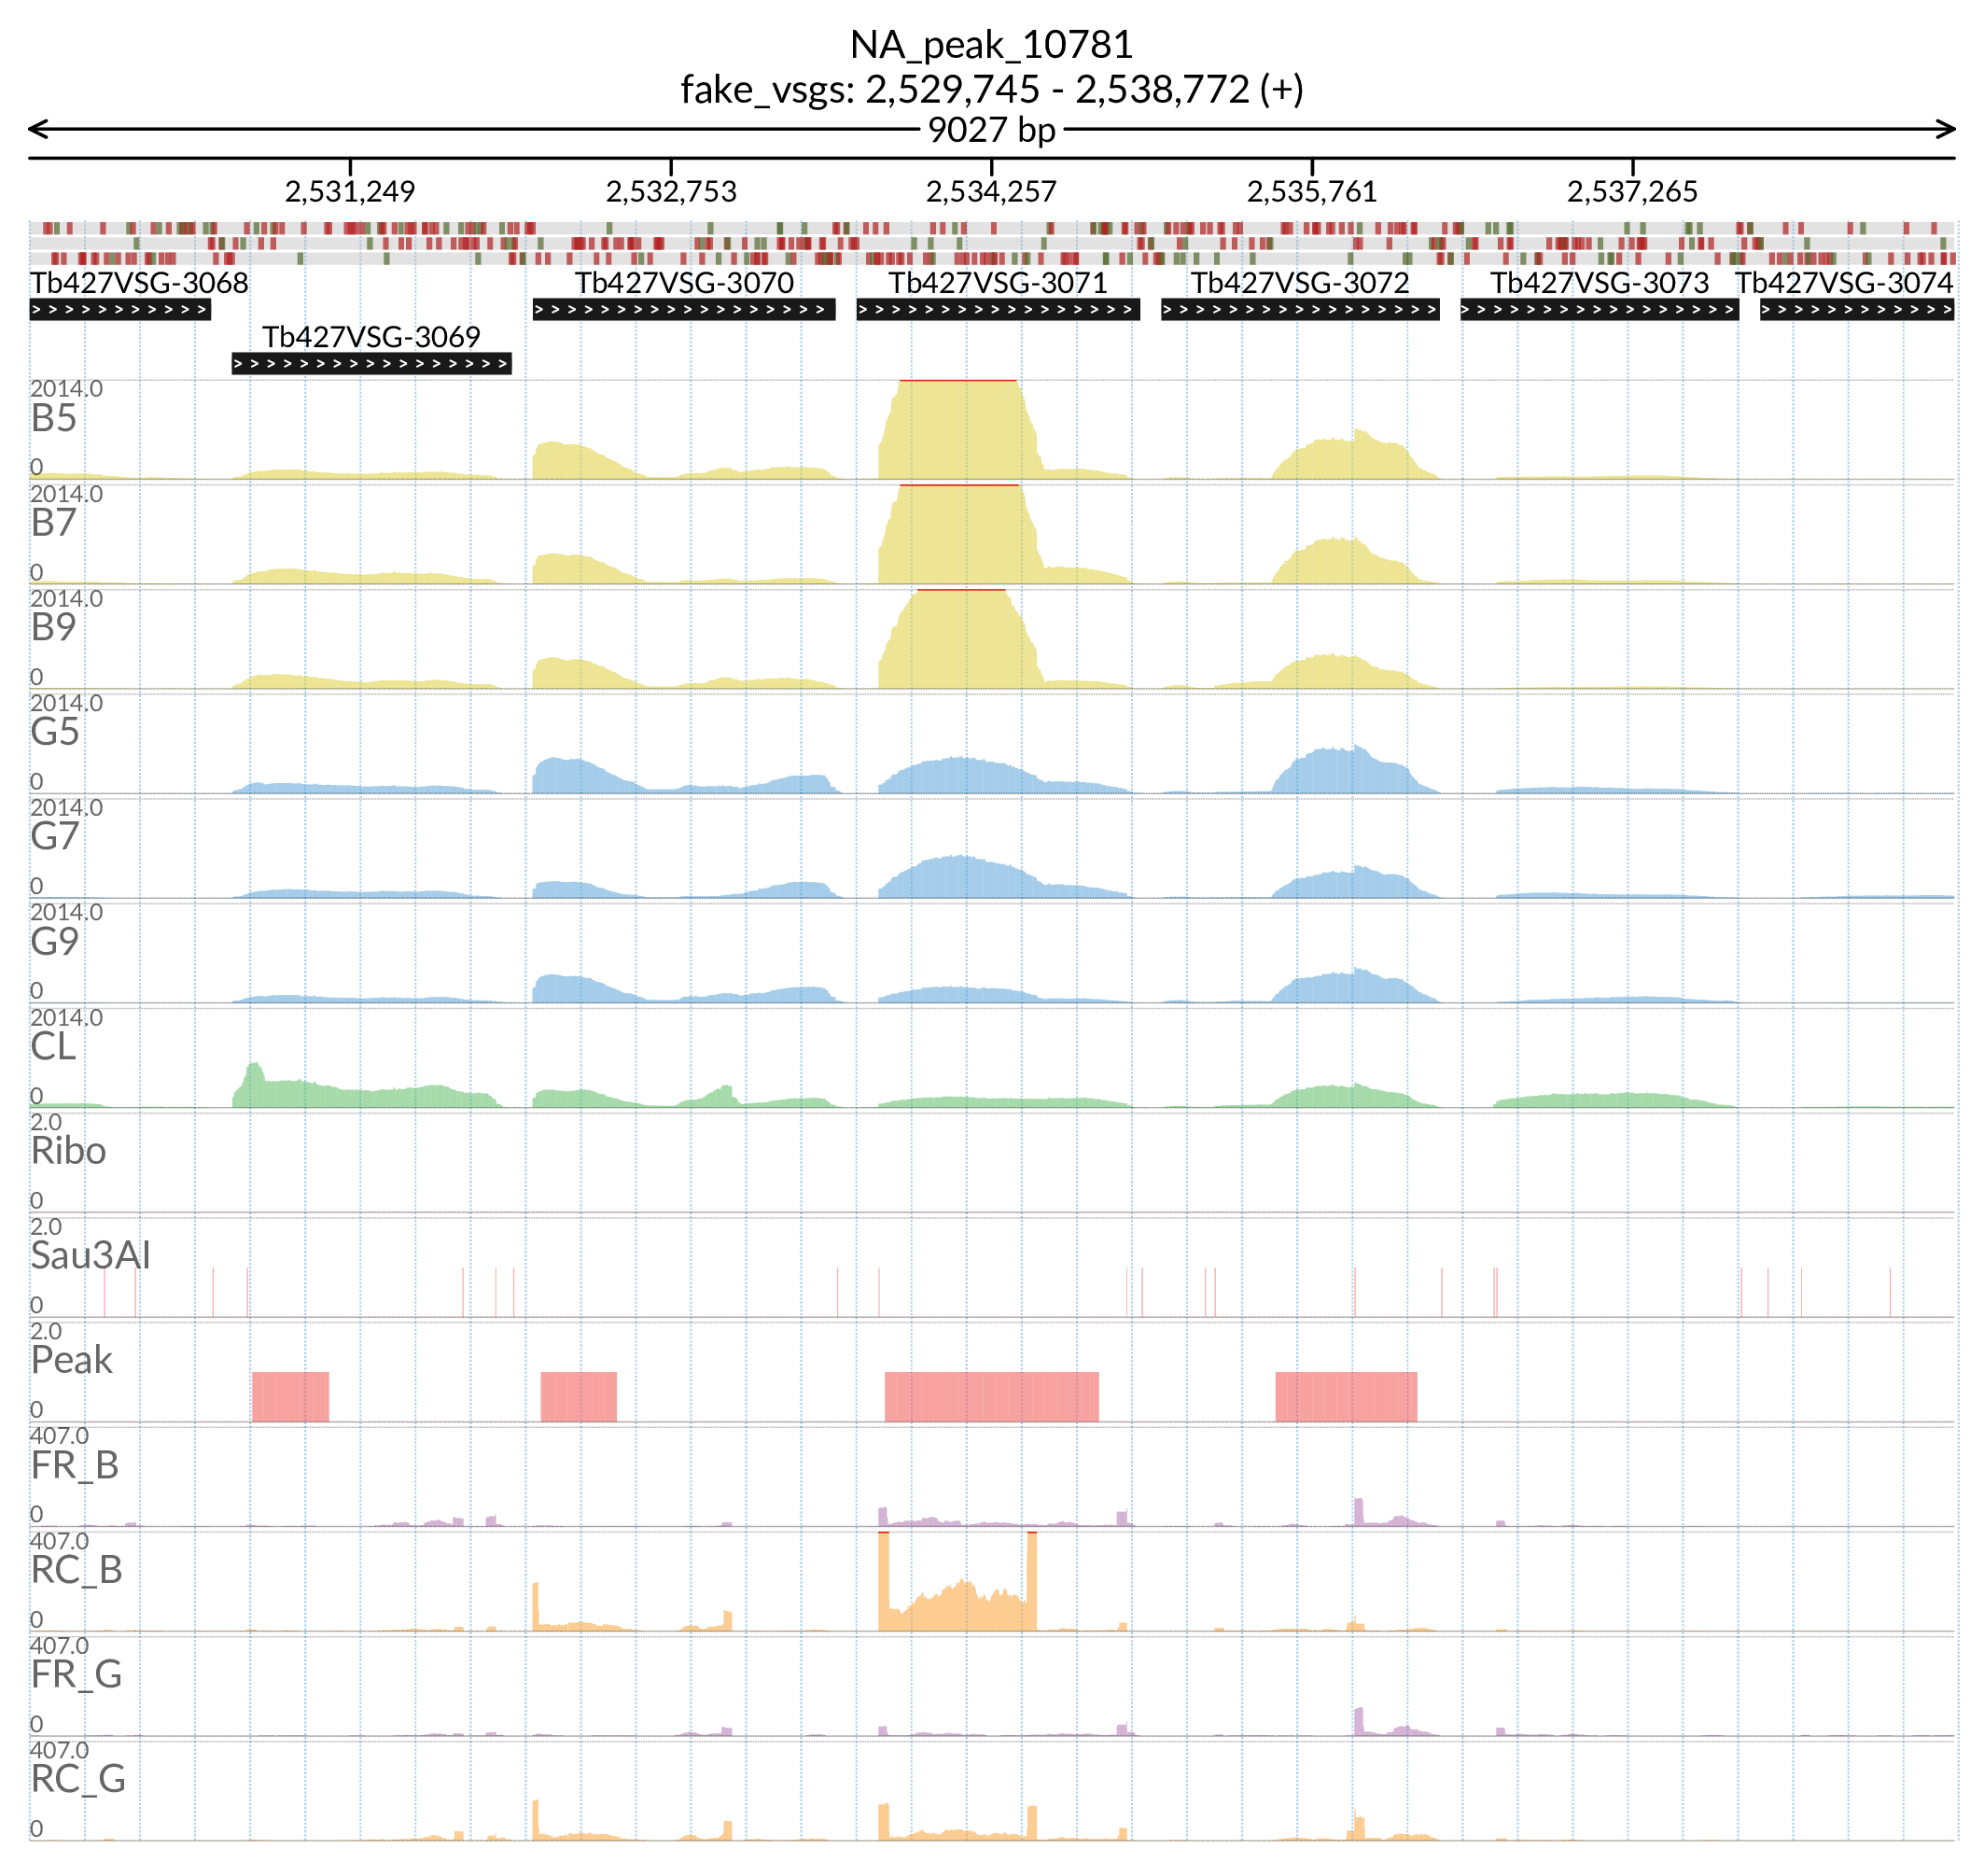 NA_peak_10781
fake_vsgs: 2,529,745 - 2,538,772 (+)
9027 bp
2,531,249 2,532,753 2,534,257 2,535,761 2,537,265
Tb427VSG-3068 Tb427VSG-3070 Tb427VSG-3071 Tb427VSG-3072 Tb427VSG-3073 Tb427VSG-3074
Tb427VSG-3069
2014.0
B5
0
2014.0
B7
0
2014.0
B9
0
2014.0
G5
0
2014.0
G7
0
2014.0
G9
0
2014.0
CL
0
2.0
Ribo
0
2.0
Sau3AI
0
2.0
Peak
0
407.0
FR_B
0
407.0
RC_B
0
407.0
FR_G
0
407.0
RC_G
0